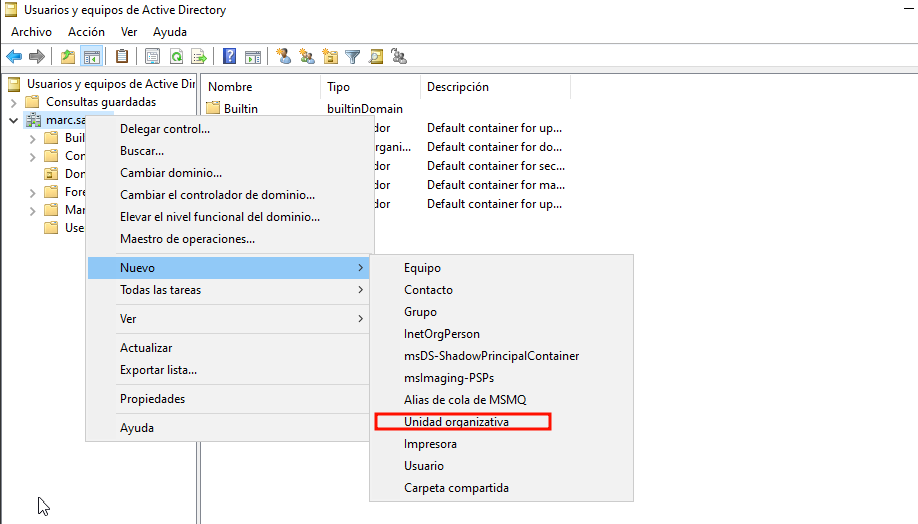 Usuarios y equipos de Active Directory
Archivo Acción Ver Ayuda
Usuarios y equipos de Active Dir
Consultas guardadas
marc.sa
Buil
Con
Don
Fore
Mar
Use
Nombre Tipo Descripción
Builtin builtinDomain
dor Default container for up...
rgani... Default container for do...
dor Default container for sec...
dor Default container for ma...
dor Default container for up...
Delegar control...
Buscar...
Cambiar dominio...
Cambiar el controlador de dominio...
Elevar el nivel funcional del dominio...
Maestro de operaciones...
Nuevo
Todas las tareas
Ver
Actualizar
Exportar lista...
Propiedades
Ayuda
Equipo
Contacto
Grupo
InetOrgPerson
msDS-ShadowPrincipalContainer
msImaging-PSPs
Alias de cola de MSMQ
Unidad organizativa
Impresora
Usuario
Carpeta compartida